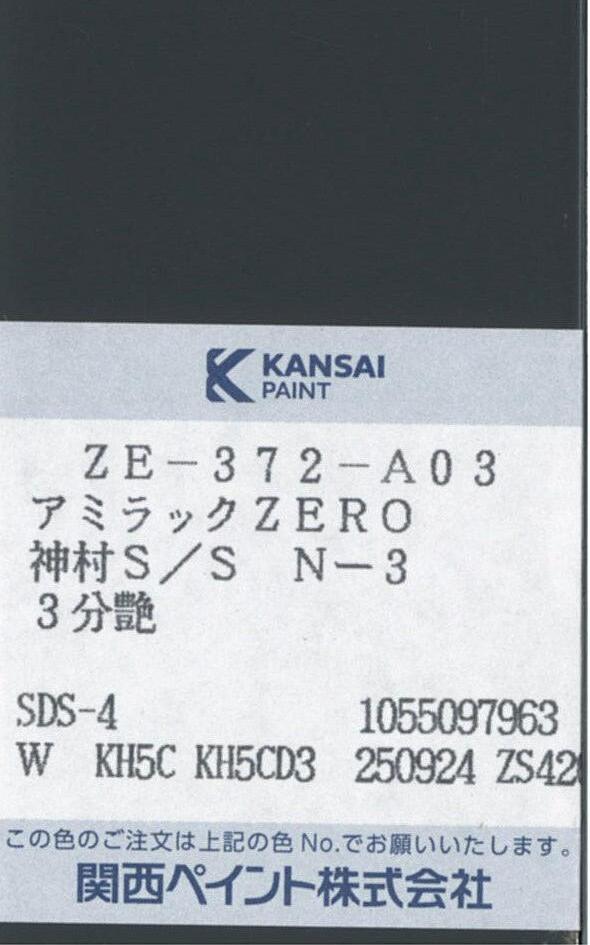 KANSAI
PAINT
ZE-372-A03
アミラックZERO
神村S/S N-3
3分艶
SDS-4 1055097963
W KH5C KH5CD3 250924 ZS42
この色のご注文は上記の色No.でお願いいたします。
関西ペイント株式会社